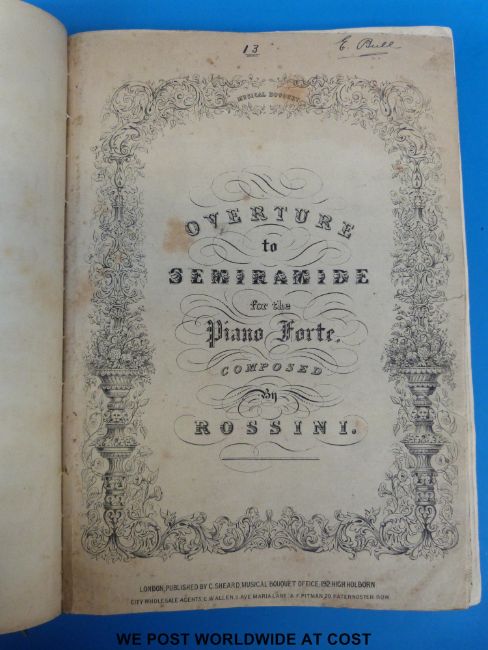 13
E. Bull
MUSICAL BOUQUET
OVERTURE
to
SEMIRAMIDE
for the
Piano Forte.
COMPOSED
By
ROSSINI.
LONDON, PUBLISHED BY C. SHEARD, MUSICAL BOUQUET OFFICE, 192, HIGH HOLBORN
CITY WHOLESALE AGENTS, E. W. ALLEN, 11, AVE MARIA LANE, & F. PITMAN, 20, PATERNOSTER ROW.
WE POST WORLDWIDE AT COST